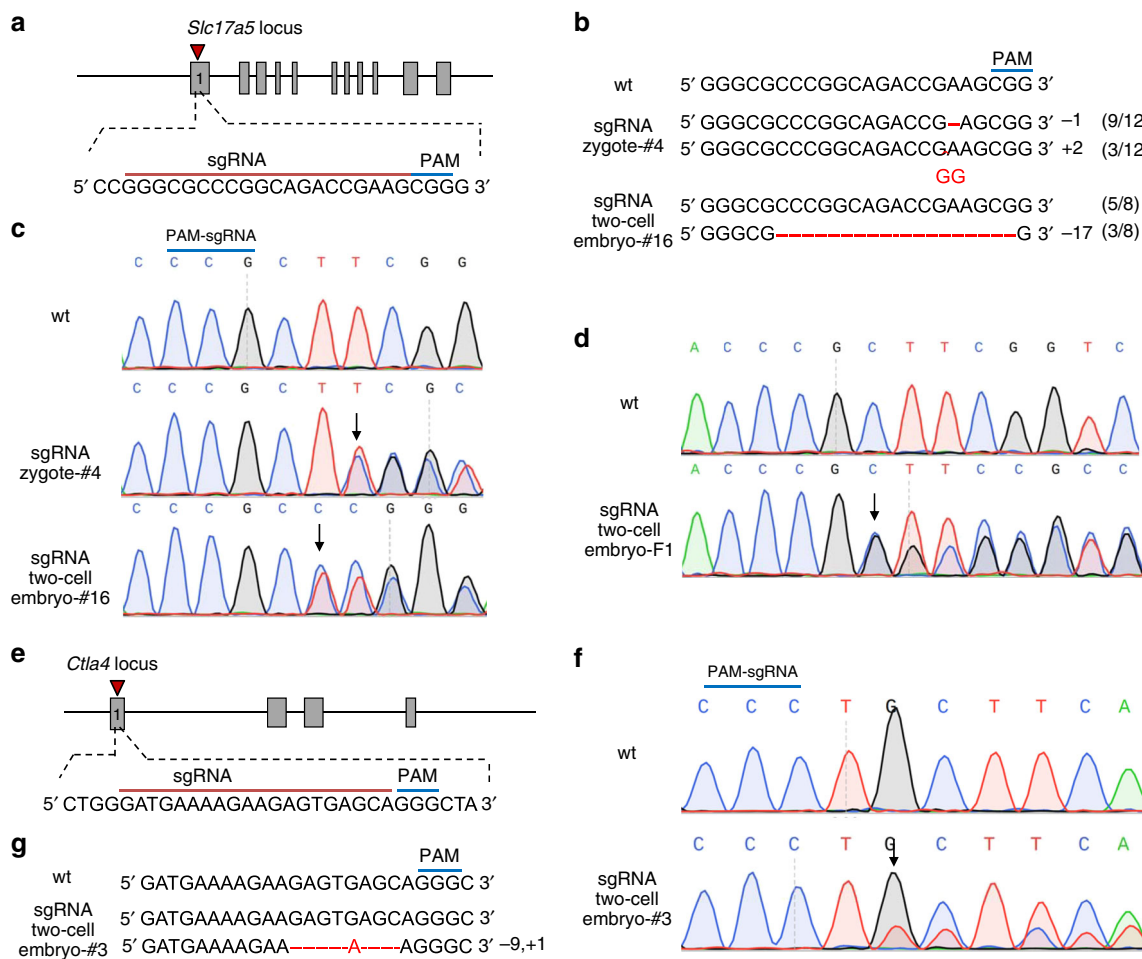 a
Slc17a5 locus
1
sgRNA
PAM
5′ CCGGGCGCCCGGCAGACCGAAGCGGG 3′
b
PAM
wt
5′ GGGCGCCCGGCAGACCGAAGCGG 3′
sgRNA
zygote-#4
5′ GGGCGCCCGGCAGACCG–AGCGG 3′ –1 (9/12
5′ GGGCGCCCGGCAGACCGAAGCGG 3′ +2 (3/12
GG
sgRNA
two-cell
embryo-#16
5′ GGGCGCCCGGCAGACCGAAGCGG 3′ (5/8)
5′ GGGCG–––––––––––––––––G 3′ –17 (3/8)
c
PAM-sgRNA
C C C G C T T C G G
wt
C C C G C T T C G C
sgRNA
zygote-#4
C C C G C C C G G G
sgRNA
two-cell
embryo-#16
d
A C C C G C T T C G G T C
wt
A C C C G C T T C C G C C
sgRNA
two-cell
embryo-F1
e
Ctla4 locus
1
sgRNA
PAM
5′ CTGGGATGAAAAGAAGAGTGAGCAGGGCTA 3′
f
PAM-sgRNA
C C C T G C T T C A
wt
C C C T G C T T C A
sgRNA
two-cell
embryo-#3
g
PAM
wt
5′ GATGAAAAGAAGAGTGAGCAGGGC 3′
sgRNA
two-cell
embryo-#3
5′ GATGAAAAGAAGAGTGAGCAGGGC 3′
5′ GATGAAAAGAA–––––A––––AGGGC 3′ –9,+1